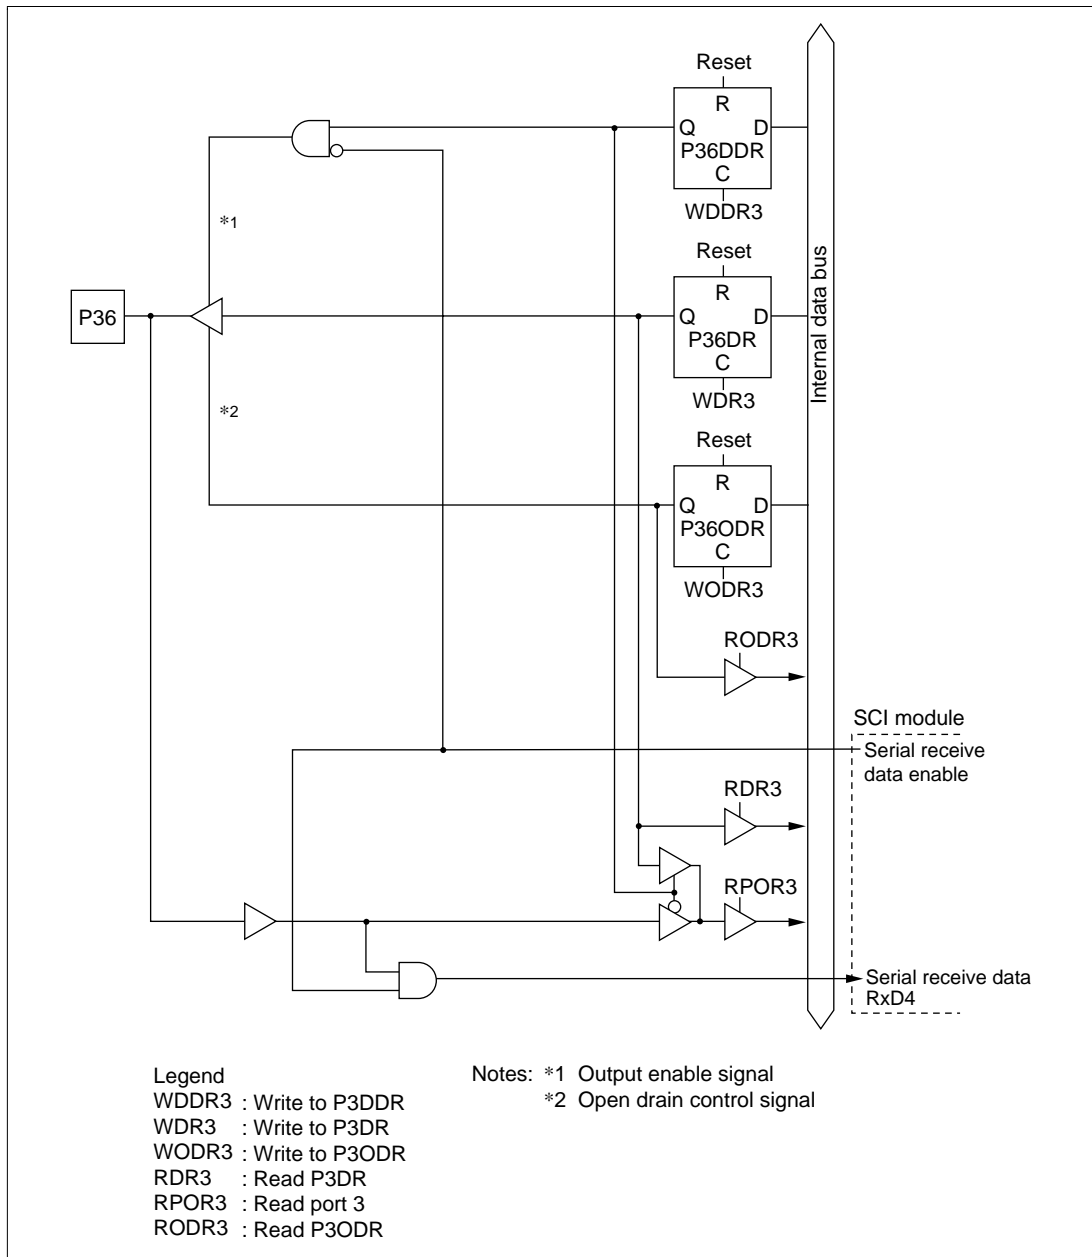 Reset
R
Q D
P36DDR
C
WDDR3
*1
Reset
R
P36
Q D
P36DR
C
WDR3
Internal data bus
*2
Reset
R
Q D
P36ODR
C
WODR3
RODR3
SCI module
Serial receive
data enable
RDR3
RPOR3
Serial receive data
RxD4
Legend
WDDR3 : Write to P3DDR
WDR3 : Write to P3DR
WODR3 : Write to P3ODR
RDR3 : Read P3DR
RPOR3 : Read port 3
RODR3 : Read P3ODR
Notes: *1 Output enable signal
*2 Open drain control signal